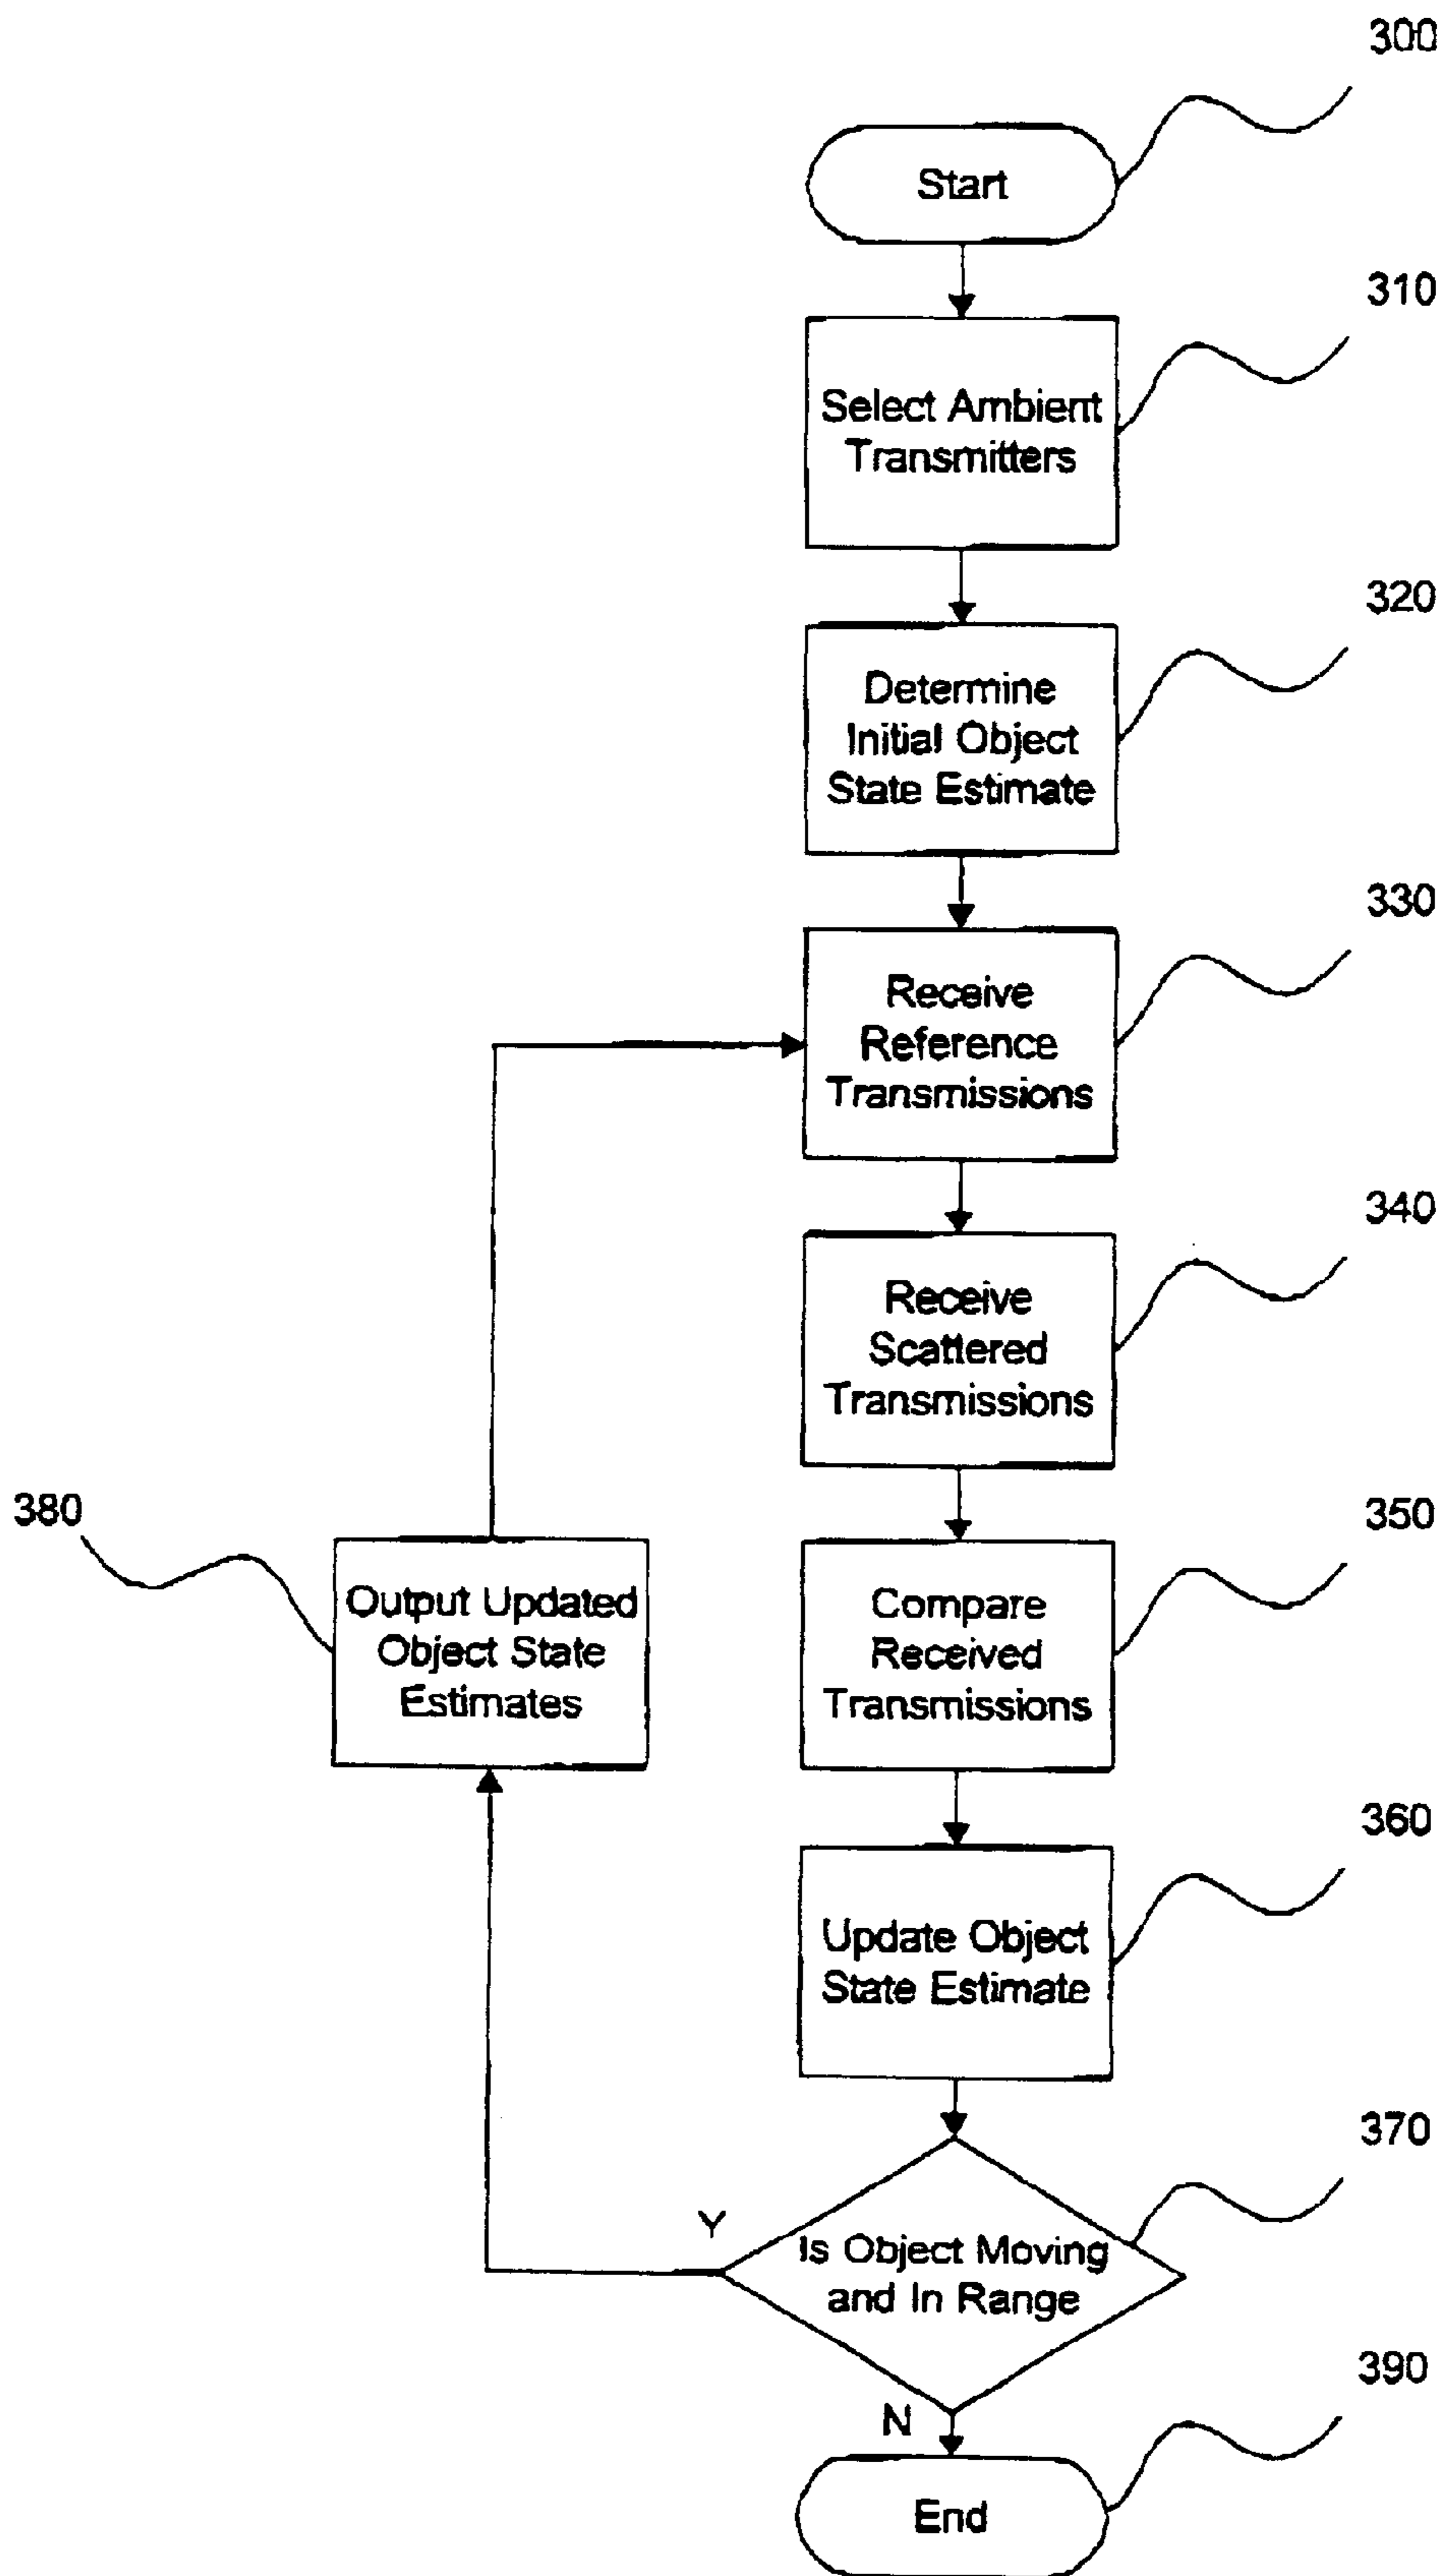 300
Start
310
Select Ambient
Transmitters
320
Determine
Initial Object
State Estimate
330
Receive
Reference
Transmissions
340
Receive
Scattered
Transmissions
380
Output Updated
Object State
Estimates
350
Compare
Received
Transmissions
360
Update Object
State Estimate
370
Y
Is Object Moving
and In Range
390
N
End